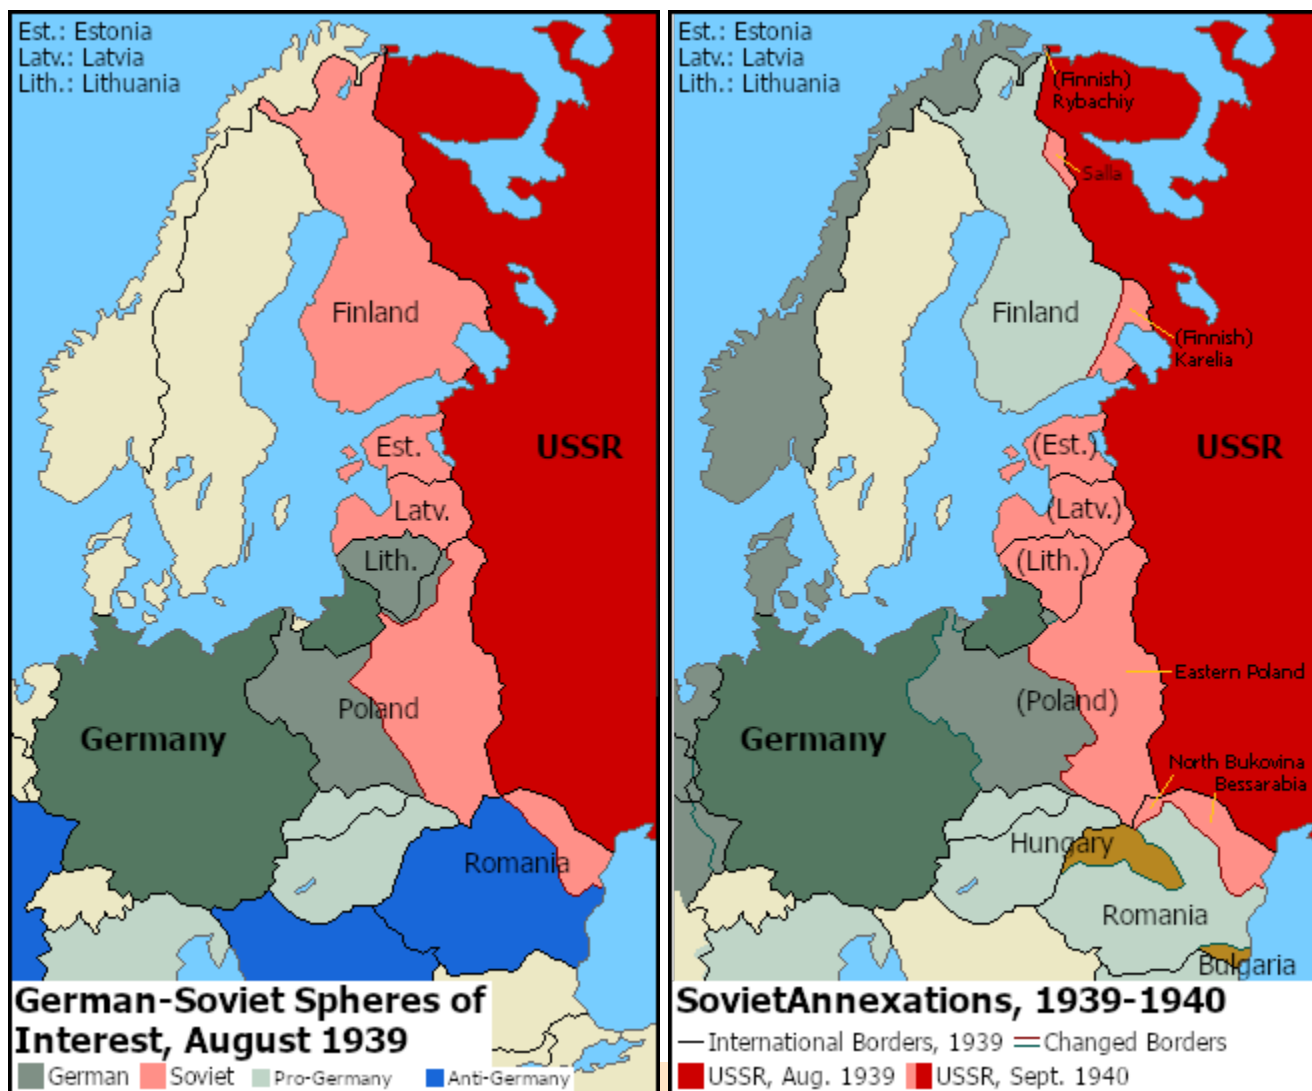 Est.: Estonia
Latv.: Latvia
Lith.: Lithuania
Finland
USSR
Est.
Latv.
Lith.
Poland
Germany
Romania
German-Soviet Spheres of
Interest, August 1939
German Soviet Pro-Germany Anti-Germany
Est.: Estonia
Latv.: Latvia
Lith.: Lithuania
(Finnish)
Rybachiy
Salla
Finland
(Finnish)
Karelia
USSR
(Est.)
(Latv.)
(Lith.)
Eastern Poland
(Poland)
Germany
North Bukovina
Bessarabia
Hungary
Romania
Bulgaria
SovietAnnexations, 1939-1940
International Borders, 1939 Changed Borders
USSR, Aug. 1939 USSR, Sept. 1940